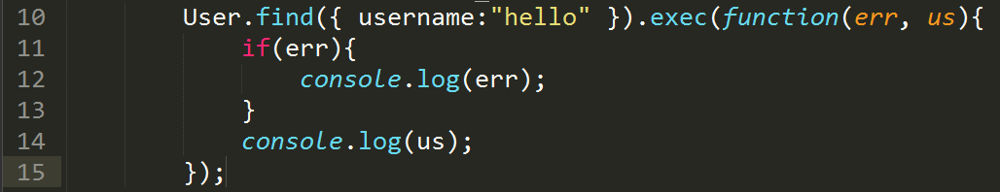 10 User.find({ username:"hello" }).exec(function(err, us){
11 if(err){
12 console.log(err);
13 }
14 console.log(us);
15 });